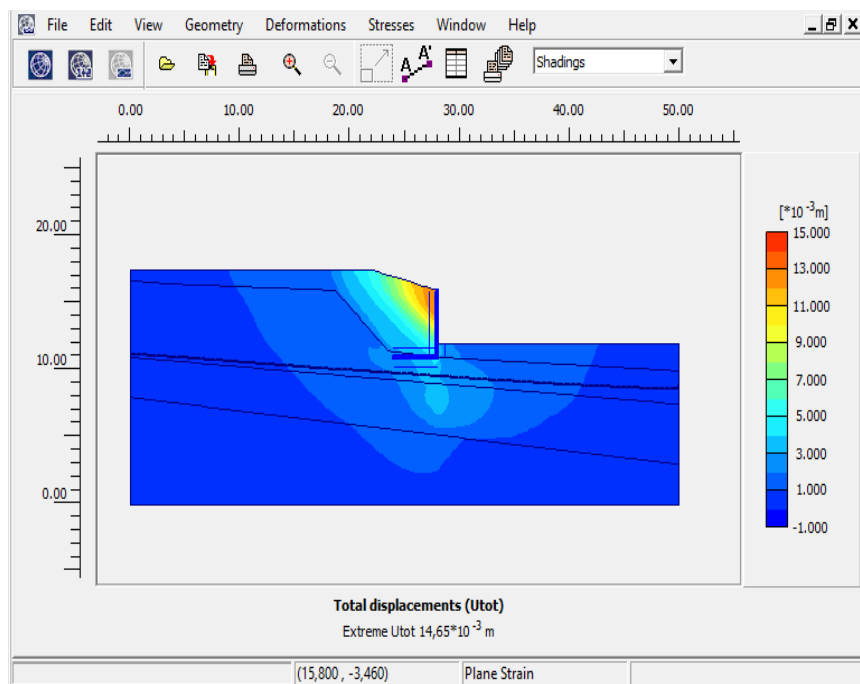 File Edit View Geometry Deformations Stresses Window Help
A A' Shadings
0.00 10.00 20.00 30.00 40.00 50.00
20.00
10.00
0.00
[*10 -3m]
15.000
13.000
11.000
9.000
7.000
5.000
3.000
1.000
-1.000
Total displacements (Utot)
Extreme Utot 14,65*10 -3 m
(15,800 , -3,460) Plane Strain